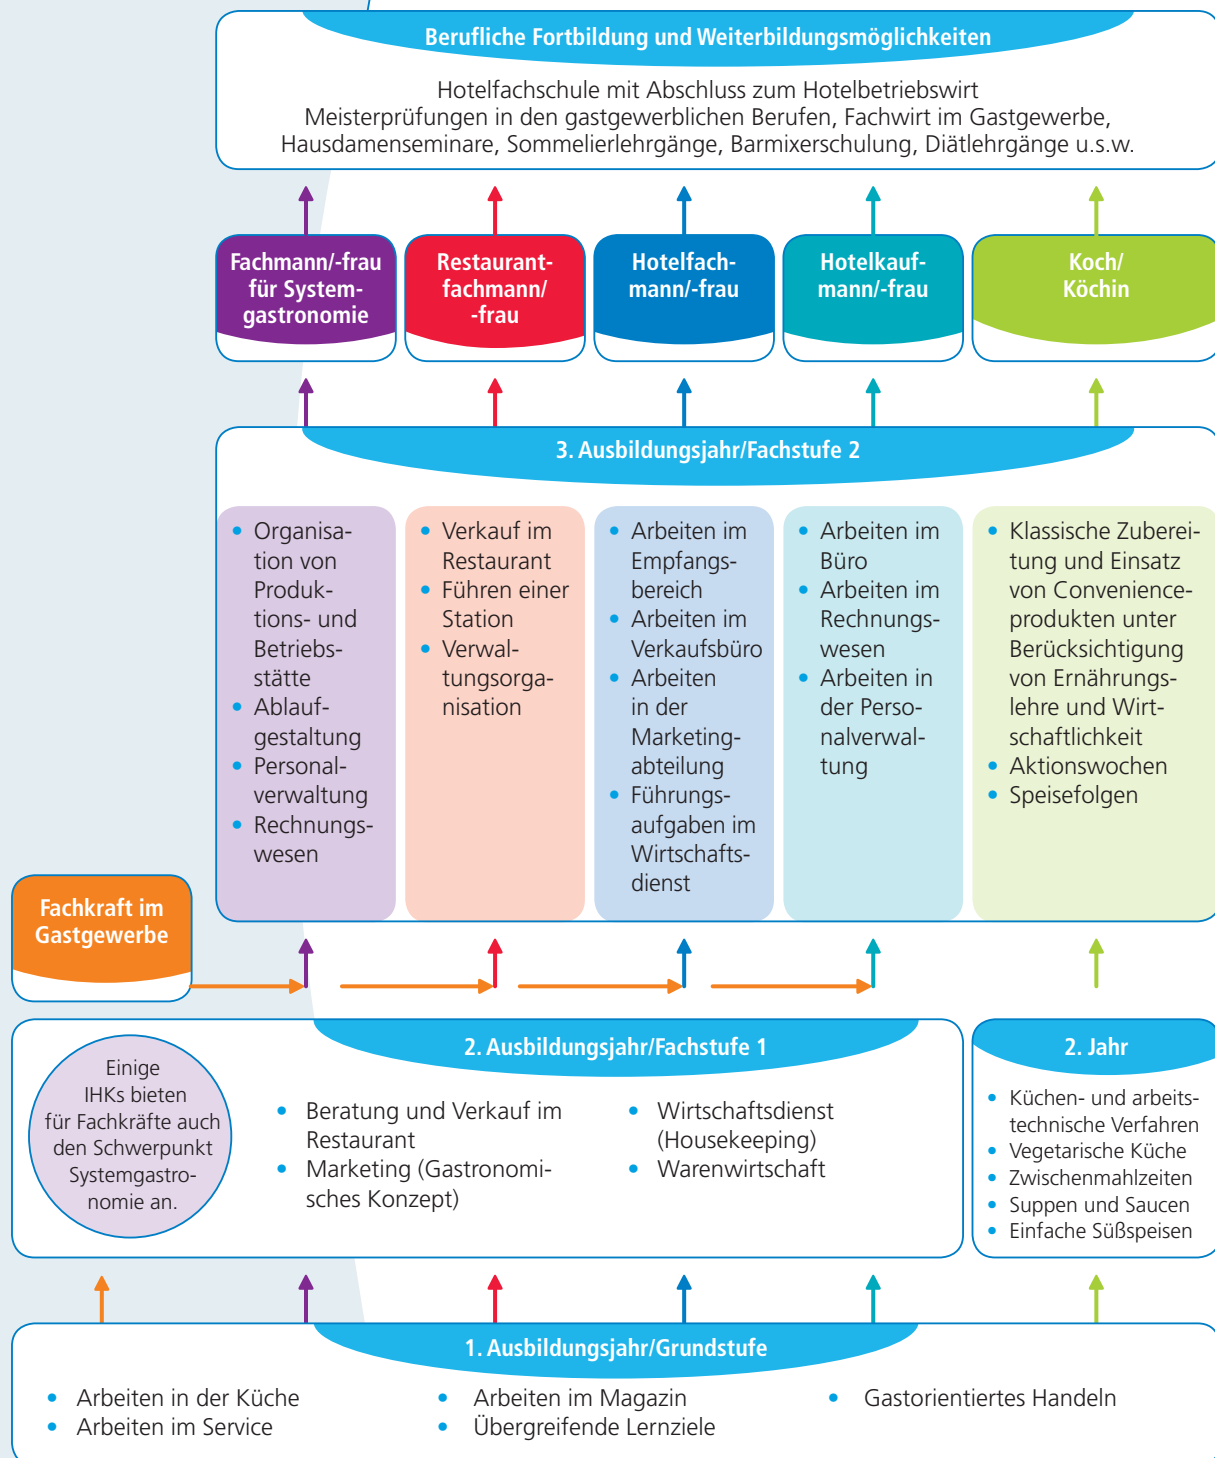 Berufliche Fortbildung und Weiterbildungsmöglichkeiten
Hotelfachschule mit Abschluss zum Hotelbetriebswirt
Meisterprüfungen in den gastgewerblichen Berufen, Fachwirt im Gastgewerbe,
Hausdamenseminare, Sommelierlehrgänge, Barmixerschulung, Diätlehrgänge u.s.w.
Fachmann/-frau
für System-
gastronomie
Restaurant-
fachmann/
-frau
Hotelfach-
mann/-frau
Hotelkauf-
mann/-frau
Koch/
Köchin
3. Ausbildungsjahr/Fachstufe 2
• Organisa-
tion von
Produk-
tions- und
Betriebs-
stätte
• Ablauf-
gestaltung
• Personal-
verwaltung
• Rechnungs-
wesen
• Verkauf im
Restaurant
• Führen einer
Station
• Verwal-
tungsorga-
nisation
• Arbeiten im
Empfangs-
bereich
• Arbeiten im
Verkaufsbüro
• Arbeiten
in der
Marketing-
abteilung
• Führungs-
aufgaben im
Wirtschafts-
dienst
• Arbeiten im
Büro
• Arbeiten im
Rechnungs-
wesen
• Arbeiten in
der Perso-
nalverwal-
tung
• Klassische Zuberei-
tung und Einsatz
von Convenience-
produkten unter
Berücksichtigung
von Ernährungs-
lehre und Wirt-
schaftlichkeit
• Aktionswochen
• Speisefolgen
Fachkraft im
Gastgewerbe
2. Ausbildungsjahr/Fachstufe 1
Einige
IHKs bieten
für Fachkräfte auch
den Schwerpunkt
Systemgastro-
nomie an.
• Beratung und Verkauf im
Restaurant
• Marketing (Gastronomi-
sches Konzept)
• Wirtschaftsdienst
(Housekeeping)
• Warenwirtschaft
2. Jahr
• Küchen- und arbeits-
technische Verfahren
• Vegetarische Küche
• Zwischenmahlzeiten
• Suppen und Saucen
• Einfache Süßspeisen
1. Ausbildungsjahr/Grundstufe
• Arbeiten in der Küche
• Arbeiten im Service
• Arbeiten im Magazin
• Übergreifende Lernziele
• Gastorientiertes Handeln